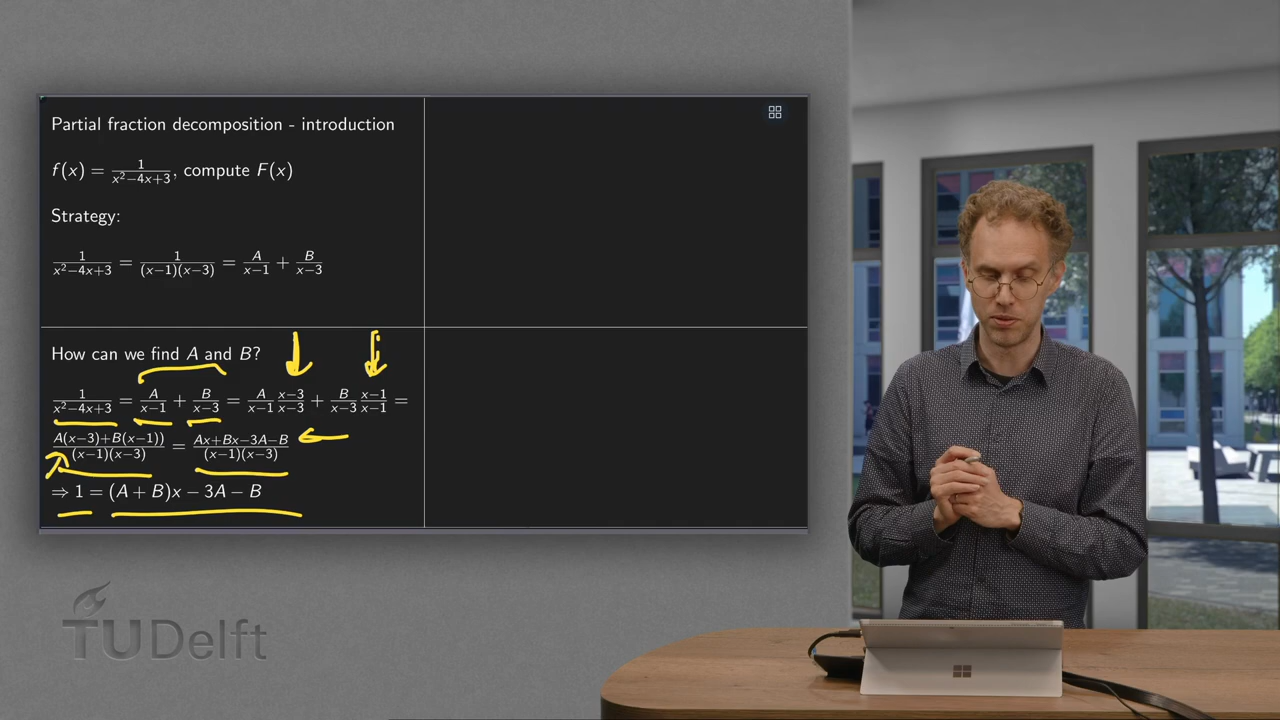 Partial fraction decomposition - introduction
f(x) = 1/(x²−4x+3), compute F(x)
Strategy:
1/(x²−4x+3) = 1/((x−1)(x−3)) = A/(x−1) + B/(x−3)
How can we find A and B?
1/(x²−4x+3) = A/(x−1) + B/(x−3) = A/(x−1) (x−3)/(x−3) + B/(x−3) (x−1)/(x−1) =
(A(x−3)+B(x−1)))/((x−1)(x−3)) = (Ax+Bx−3A−B)/((x−1)(x−3))
⇒ 1 = (A + B)x − 3A − B
TUDelft